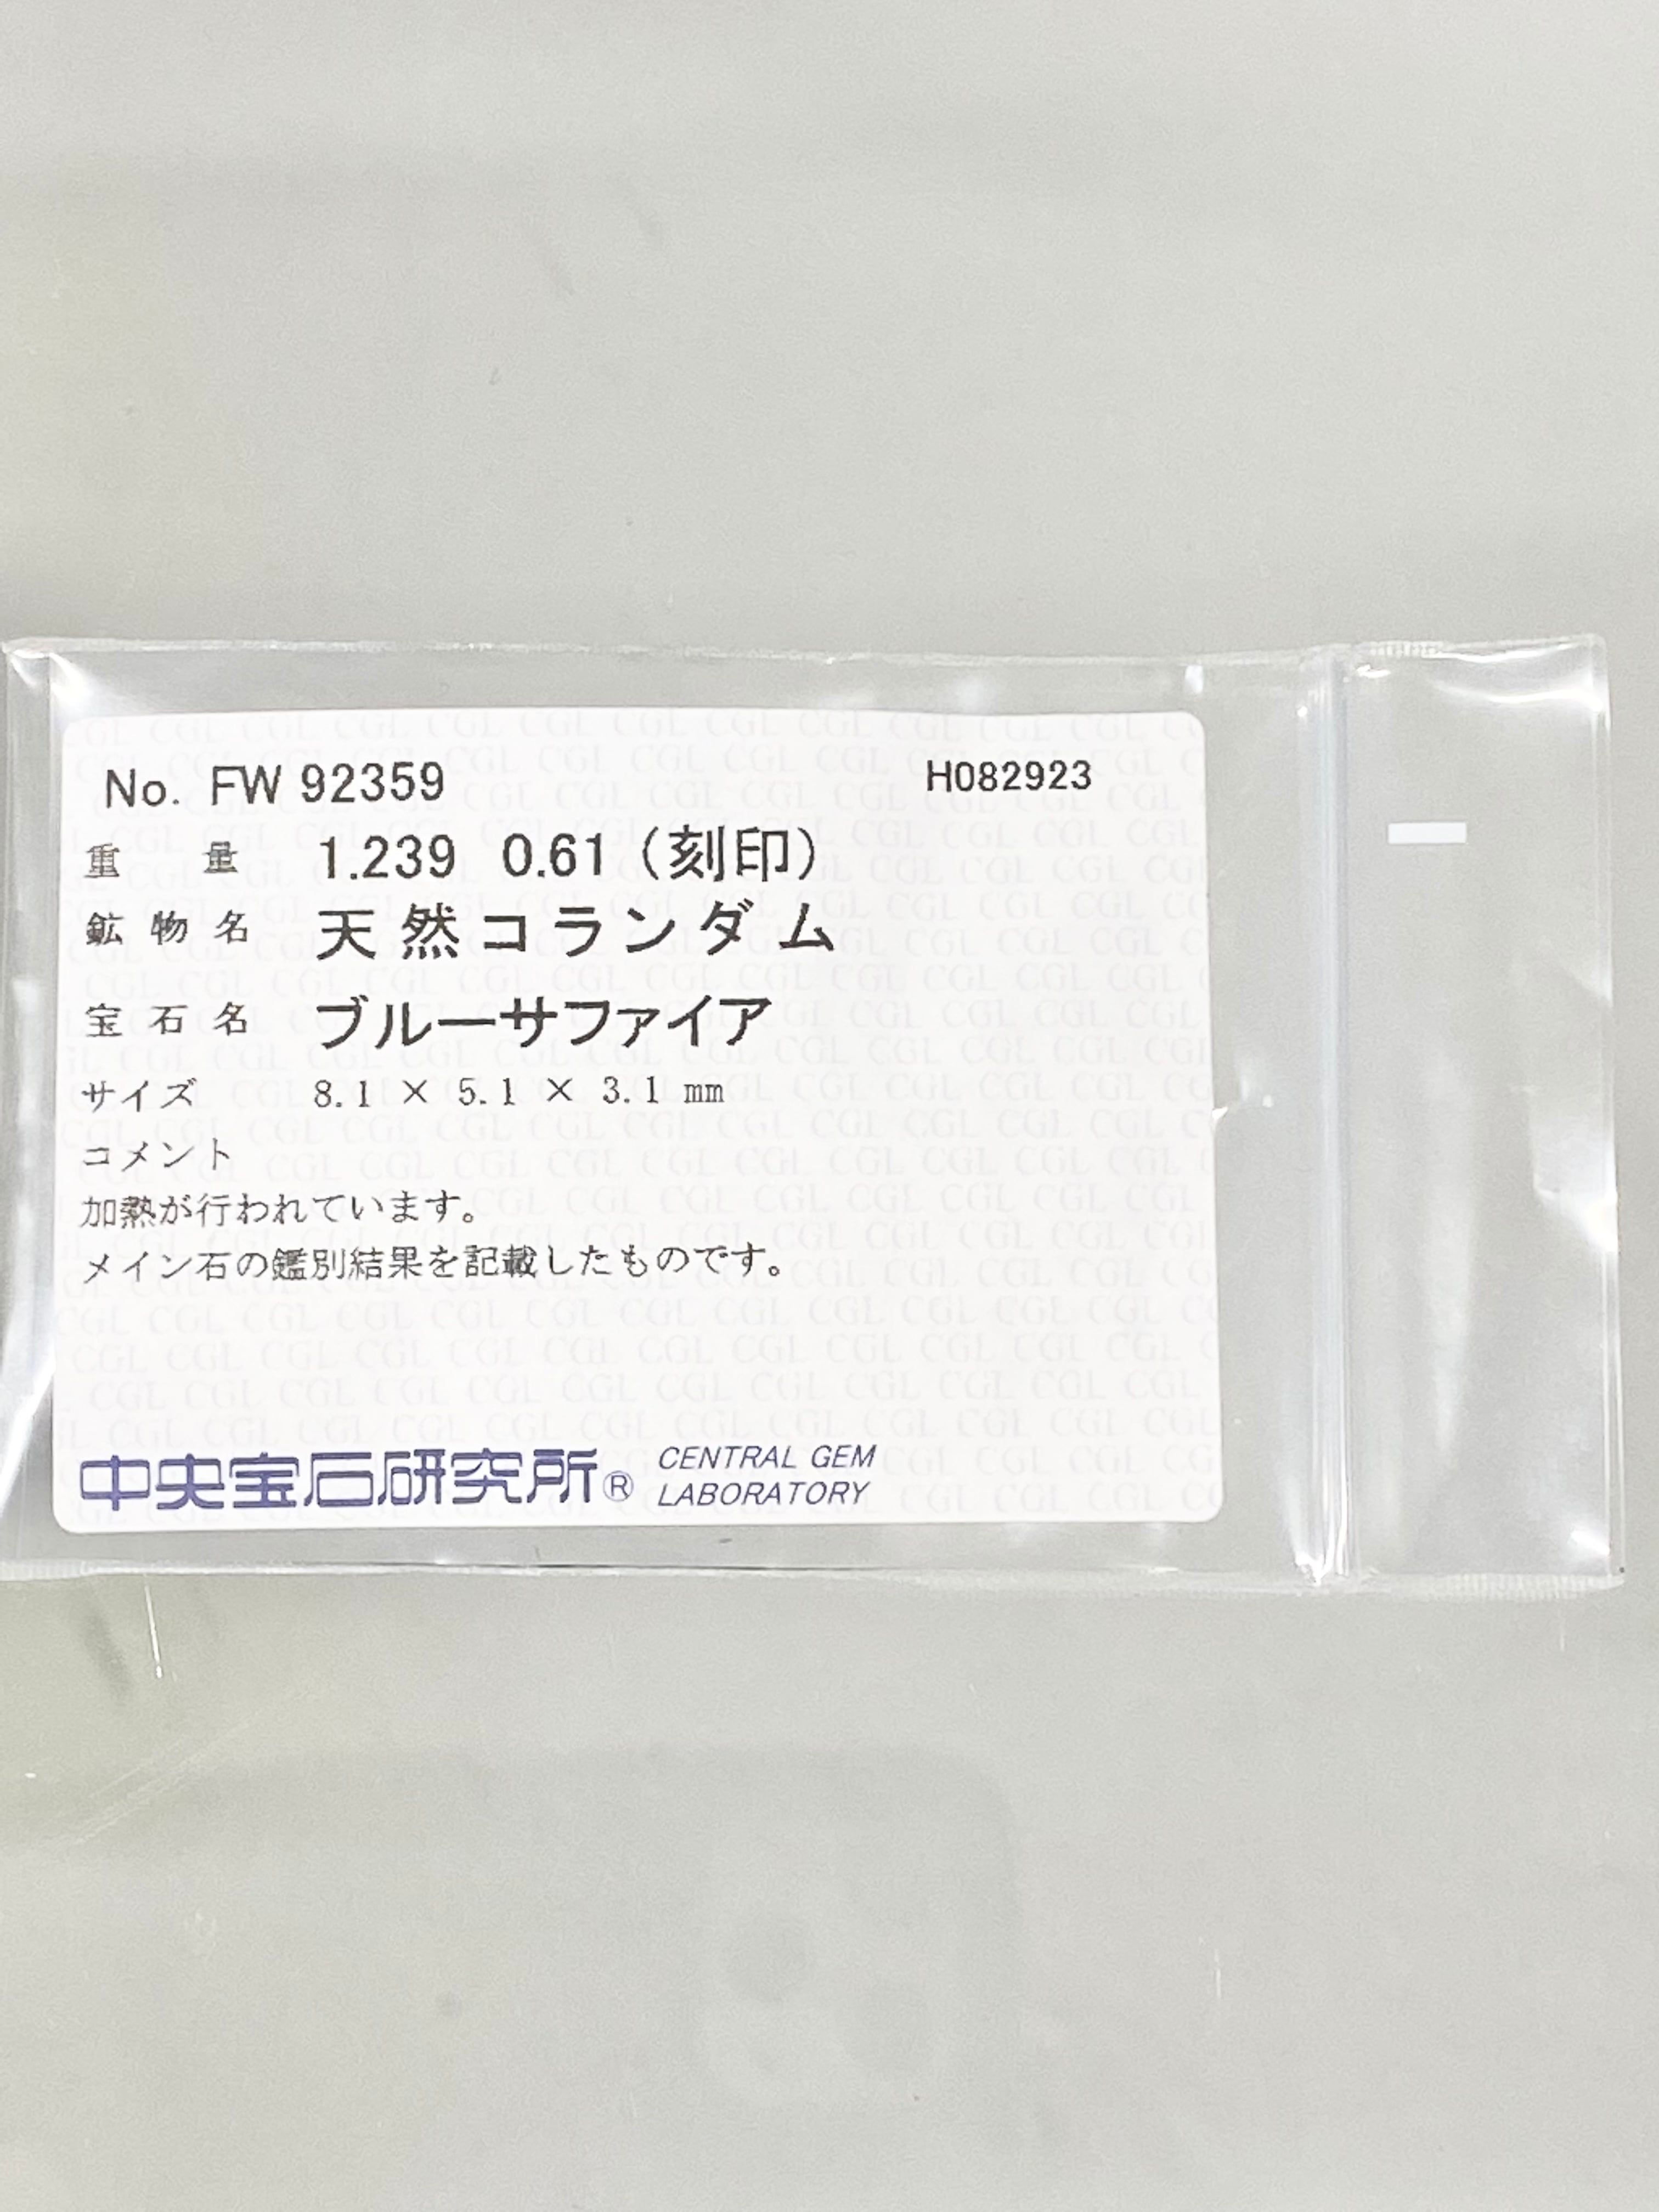 No. FW 92359 H082923
重量 1.239 0.61 (刻印)
鉱物名 天然コランダム
宝石名 ブルーサファイア
サイズ 8.1 × 5.1 × 3.1 mm
コメント
加熱が行われています。
メイン石の鑑別結果を記載したものです。
中央宝石研究所® CENTRAL GEM
LABORATORY